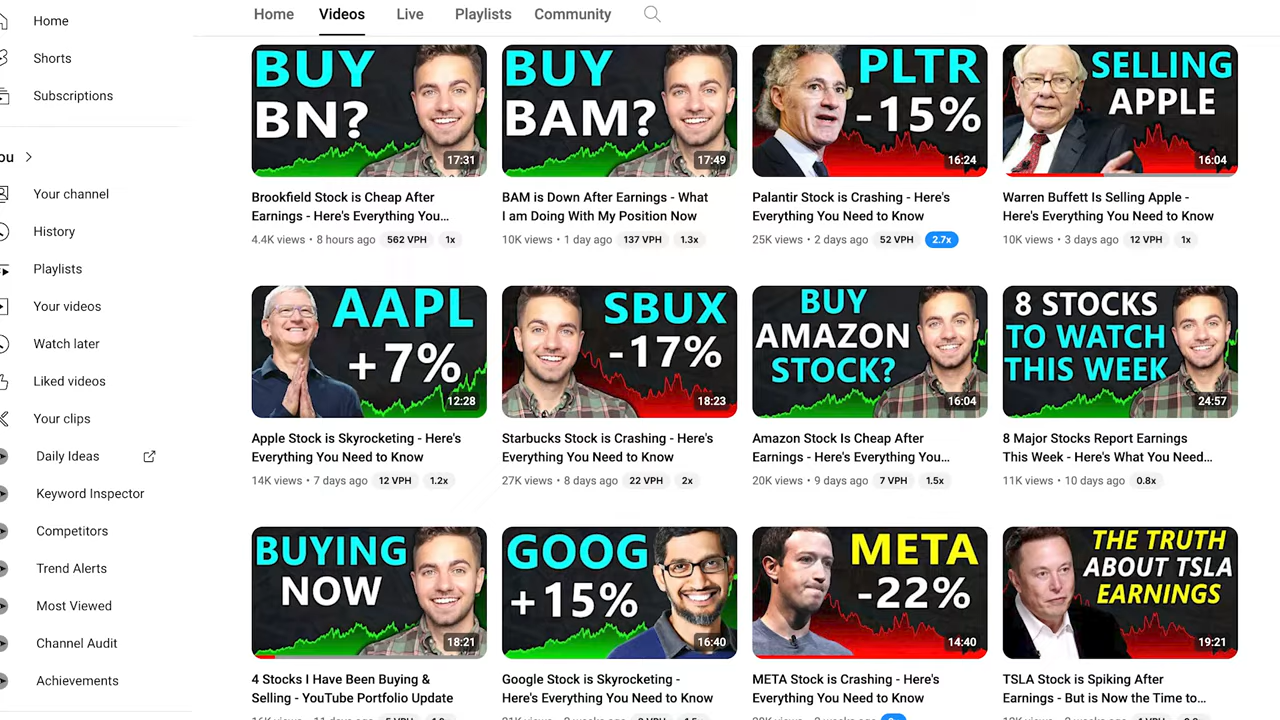 Home
Shorts
Subscriptions
ou
Your channel
History
Playlists
Your videos
Watch later
Liked videos
Your clips
Daily Ideas
Keyword Inspector
Competitors
Trend Alerts
Most Viewed
Channel Audit
Achievements
Home Videos Live Playlists Community
BUY
BN?
17:31
Brookfield Stock is Cheap After
Earnings - Here's Everything You...
4.4K views • 8 hours ago 562 VPH 1x
BUY
BAM?
17:49
BAM is Down After Earnings - What
I am Doing With My Position Now
10K views • 1 day ago 137 VPH 1.3x
PLTR
-15%
16:24
Palantir Stock is Crashing - Here's
Everything You Need to Know
25K views • 2 days ago 52 VPH 2.7x
SELLING
APPLE
16:04
Warren Buffett Is Selling Apple -
Here's Everything You Need to Know
10K views • 3 days ago 12 VPH 1x
AAPL
+7%
12:28
Apple Stock is Skyrocketing - Here's
Everything You Need to Know
14K views • 7 days ago 12 VPH 1.2x
SBUX
-17%
18:23
Starbucks Stock is Crashing - Here's
Everything You Need to Know
27K views • 8 days ago 22 VPH 2x
BUY
AMAZON
STOCK?
16:04
Amazon Stock Is Cheap After
Earnings - Here's Everything You...
20K views • 9 days ago 7 VPH 1.5x
8 STOCKS
TO WATCH
THIS WEEK
24:57
8 Major Stocks Report Earnings
This Week - Here's What You Need...
11K views • 10 days ago 0.8x
BUYING
NOW
18:21
4 Stocks I Have Been Buying &
Selling - YouTube Portfolio Update
GOOG
+15%
16:40
Google Stock is Skyrocketing -
Here's Everything You Need to Know
META
-22%
14:40
META Stock is Crashing - Here's
Everything You Need to Know
THE TRUTH
ABOUT TSLA
EARNINGS
19:21
TSLA Stock is Spiking After
Earnings - But is Now the Time to...